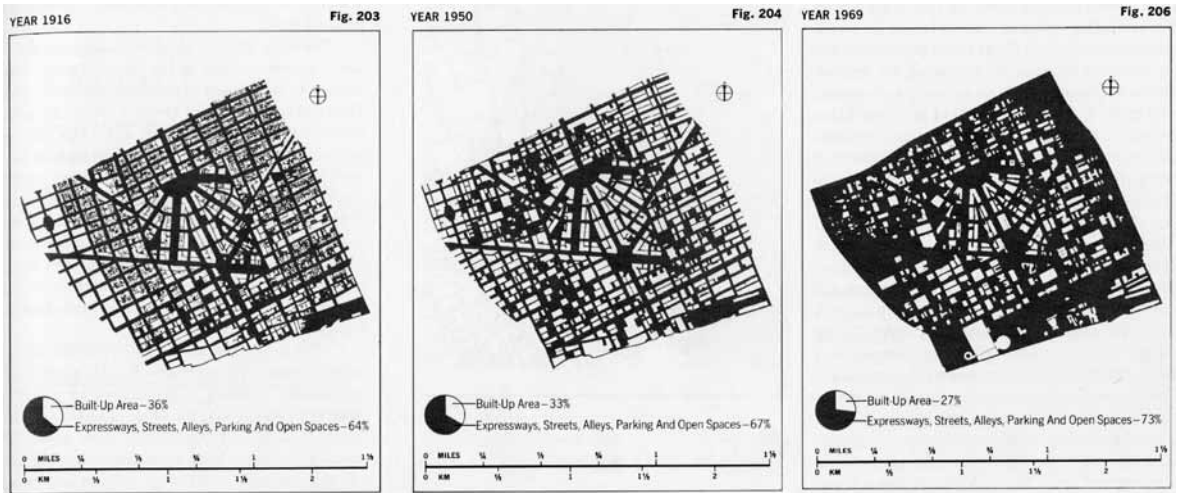 YEAR 1916 Fig. 203
Built-Up Area – 36%
Expressways, Streets, Alleys, Parking And Open Spaces – 64%
0 MILES ¼ ½ ¾ 1 1½
0 KM ½ 1 1½ 2
YEAR 1950 Fig. 204
Built-Up Area – 33%
Expressways, Streets, Alleys, Parking And Open Spaces – 67%
0 MILES ¼ ½ ¾ 1 1½
0 KM ½ 1 1½ 2
YEAR 1969 Fig. 206
Built-Up Area – 27%
Expressways, Streets, Alleys, Parking And Open Spaces – 73%
0 MILES ¼ ½ ¾ 1 1½
0 KM ½ 1 1½ 2